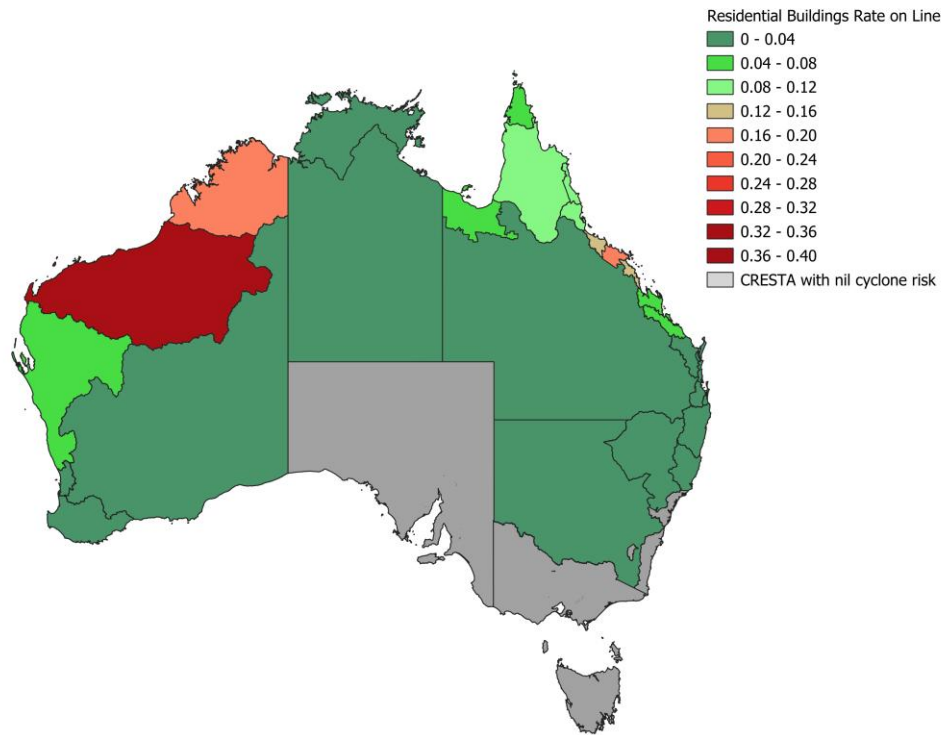 Residential Buildings Rate on Line
0 - 0.04
0.04 - 0.08
0.08 - 0.12
0.12 - 0.16
0.16 - 0.20
0.20 - 0.24
0.24 - 0.28
0.28 - 0.32
0.32 - 0.36
0.36 - 0.40
CRESTA with nil cyclone risk